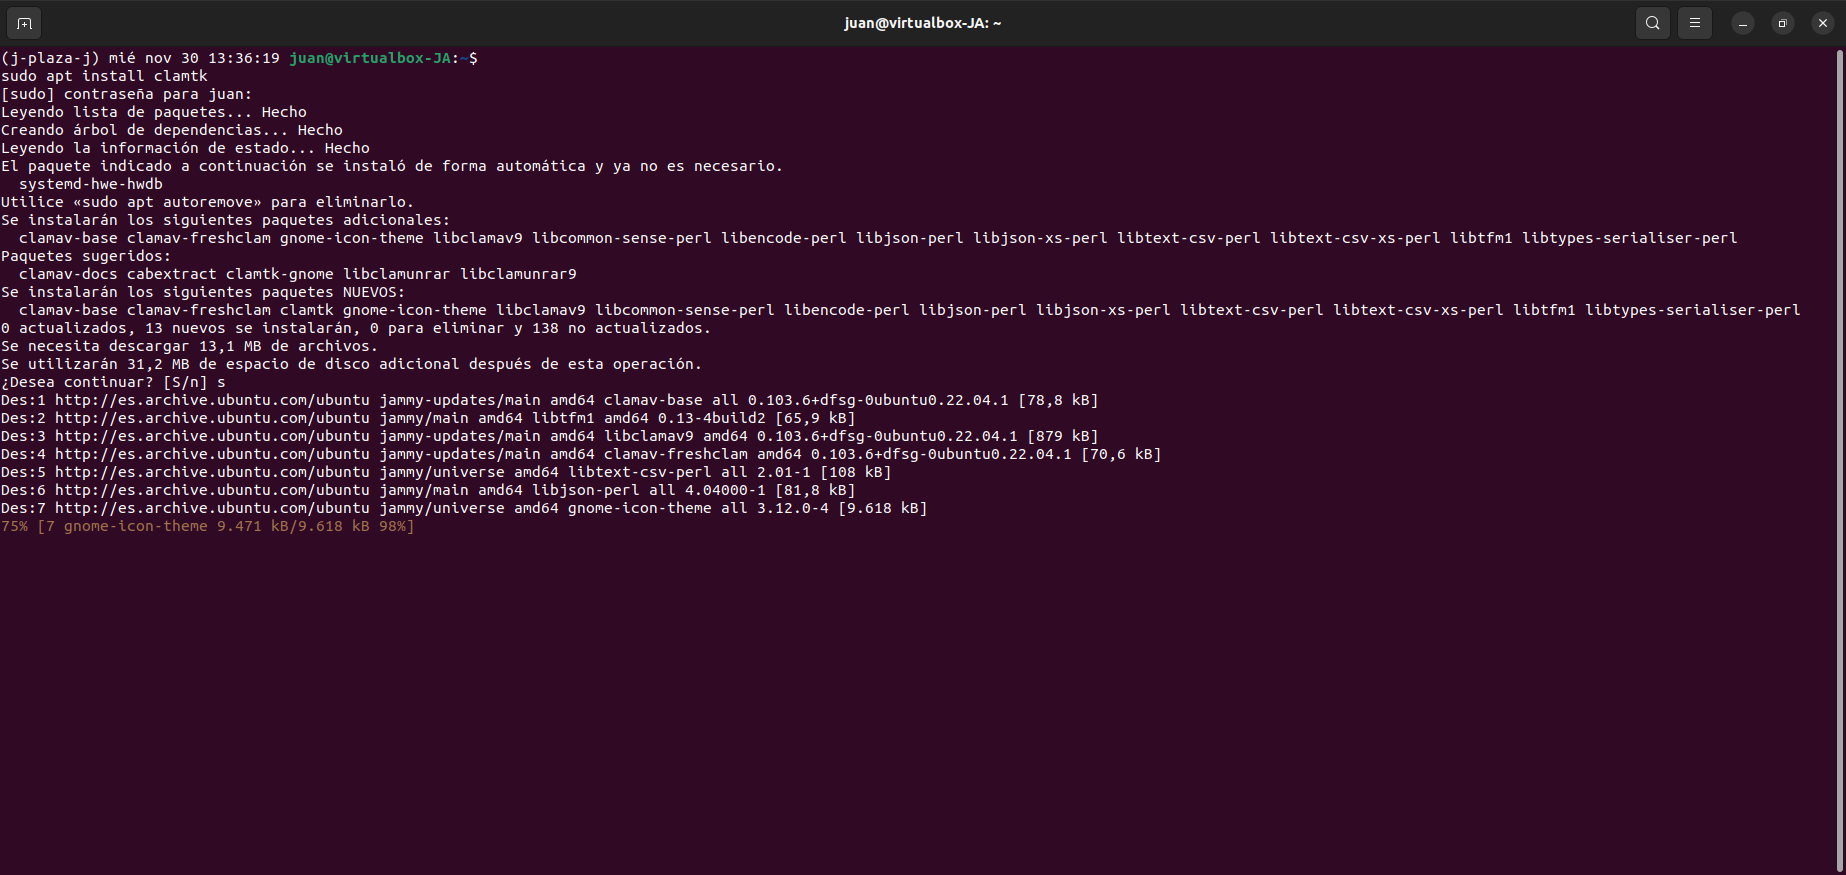 juan@virtualbox-JA: ~
(j-plaza-j) mié nov 30 13:36:19 juan@virtualbox-JA:~$
sudo apt install clamtk
[sudo] contraseña para juan:
Leyendo lista de paquetes... Hecho
Creando árbol de dependencias... Hecho
Leyendo la información de estado... Hecho
El paquete indicado a continuación se instaló de forma automática y ya no es necesario.
  systemd-hwe-hwdb
Utilice «sudo apt autoremove» para eliminarlo.
Se instalarán los siguientes paquetes adicionales:
  clamav-base clamav-freshclam gnome-icon-theme libclamav9 libcommon-sense-perl libencode-perl libjson-perl libjson-xs-perl libtext-csv-perl libtext-csv-xs-perl libtfm1 libtypes-serialiser-perl
Paquetes sugeridos:
  clamav-docs cabextract clamtk-gnome libclamunrar libclamunrar9
Se instalarán los siguientes paquetes NUEVOS:
  clamav-base clamav-freshclam clamtk gnome-icon-theme libclamav9 libcommon-sense-perl libencode-perl libjson-perl libjson-xs-perl libtext-csv-perl libtext-csv-xs-perl libtfm1 libtypes-serialiser-perl
0 actualizados, 13 nuevos se instalarán, 0 para eliminar y 138 no actualizados.
Se necesita descargar 13,1 MB de archivos.
Se utilizarán 31,2 MB de espacio de disco adicional después de esta operación.
¿Desea continuar? [S/n] s
Des:1 http://es.archive.ubuntu.com/ubuntu jammy-updates/main amd64 clamav-base all 0.103.6+dfsg-0ubuntu0.22.04.1 [78,8 kB]
Des:2 http://es.archive.ubuntu.com/ubuntu jammy/main amd64 libtfm1 amd64 0.13-4build2 [65,9 kB]
Des:3 http://es.archive.ubuntu.com/ubuntu jammy-updates/main amd64 libclamav9 amd64 0.103.6+dfsg-0ubuntu0.22.04.1 [879 kB]
Des:4 http://es.archive.ubuntu.com/ubuntu jammy-updates/main amd64 clamav-freshclam amd64 0.103.6+dfsg-0ubuntu0.22.04.1 [70,6 kB]
Des:5 http://es.archive.ubuntu.com/ubuntu jammy/universe amd64 libtext-csv-perl all 2.01-1 [108 kB]
Des:6 http://es.archive.ubuntu.com/ubuntu jammy/main amd64 libjson-perl all 4.04000-1 [81,8 kB]
Des:7 http://es.archive.ubuntu.com/ubuntu jammy/universe amd64 gnome-icon-theme all 3.12.0-4 [9.618 kB]
75% [7 gnome-icon-theme 9.471 kB/9.618 kB 98%]